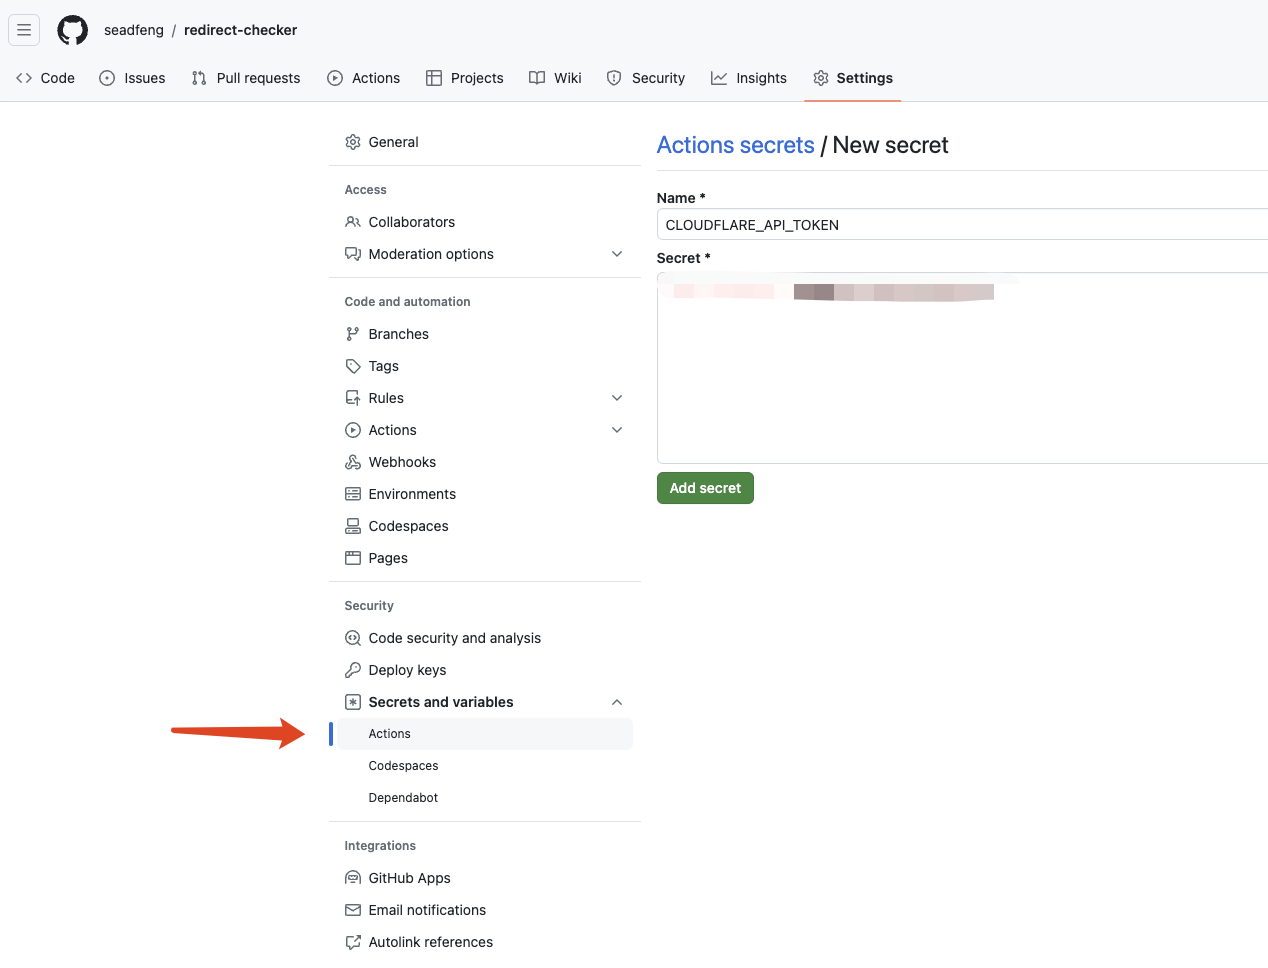 seadfeng / redirect-checker
Code Issues Pull requests Actions Projects Wiki Security Insights Settings
General
Access
Collaborators
Moderation options
Code and automation
Branches
Tags
Rules
Actions
Webhooks
Environments
Codespaces
Pages
Security
Code security and analysis
Deploy keys
Secrets and variables
Actions
Codespaces
Dependabot
Integrations
GitHub Apps
Email notifications
Autolink references
Actions secrets / New secret
Name *
CLOUDFLARE_API_TOKEN
Secret *
Add secret